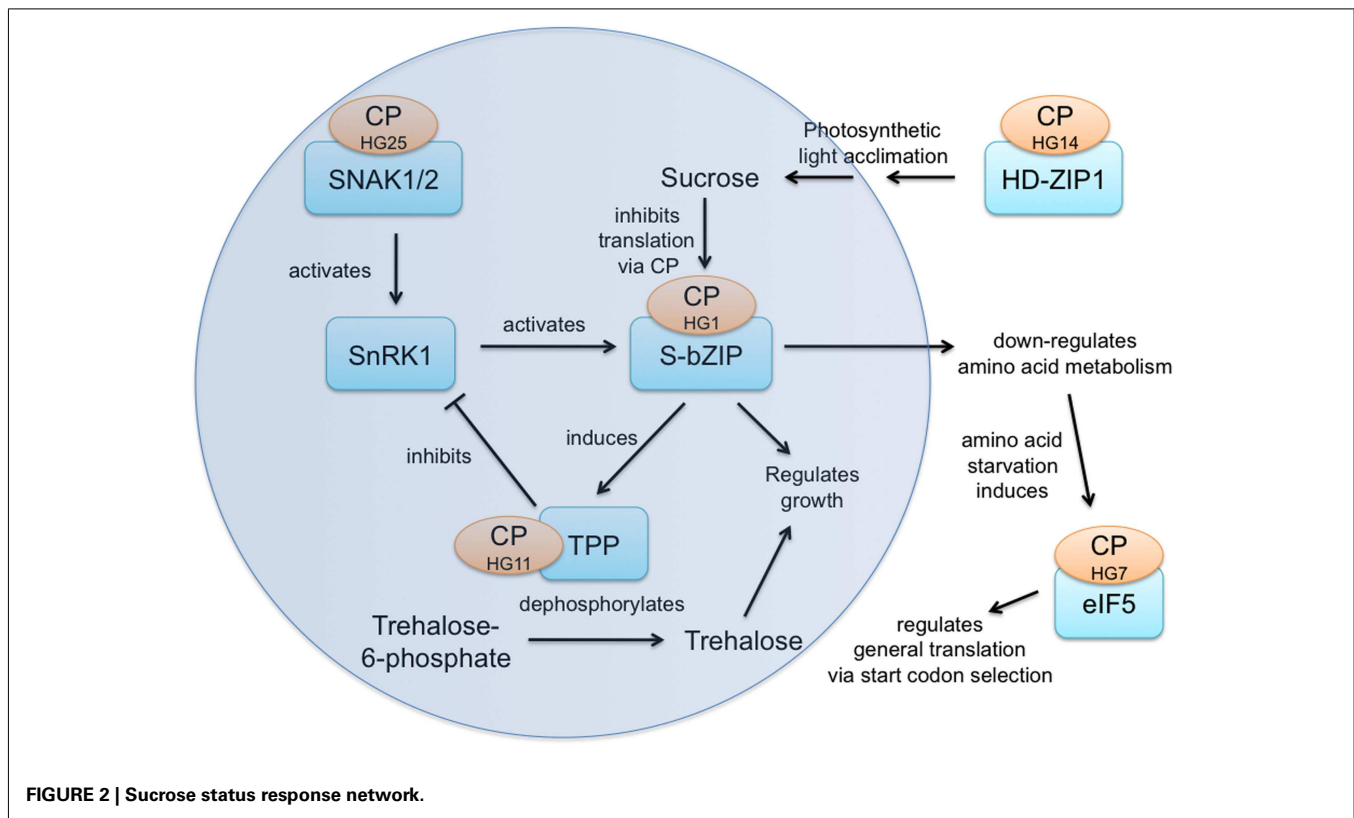 CP
HG25
SNAK1/2
activates
SnRK1
activates
Sucrose
inhibits
translation
via CP
CP
HG1
S-bZIP
Photosynthetic
light acclimation
CP
HG14
HD-ZIP1
down-regulates
amino acid metabolism
amino acid
starvation
induces
CP
HG7
eIF5
regulates
general translation
via start codon selection
induces
Regulates
growth
inhibits
CP
HG11
TPP
dephosphorylates
Trehalose-
6-phosphate
Trehalose
FIGURE 2 | Sucrose status response network.